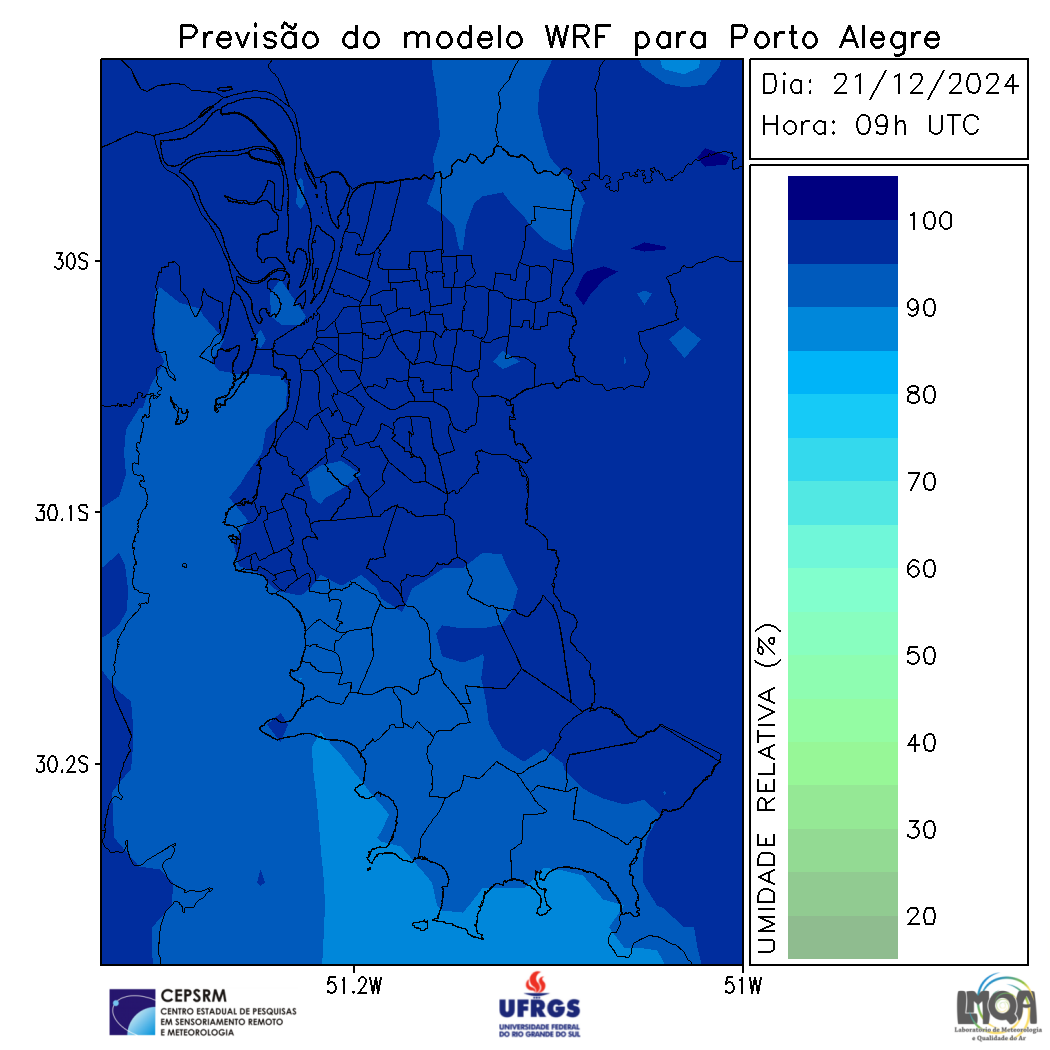 Previsão do modelo WRF para Porto Alegre
Dia: 21/12/2024
Hora: 09h UTC
30S
30.1S
30.2S
51.2W
51W
100
90
80
70
60
50
40
30
20
UMIDADE RELATIVA (%)
CEPSRM
CENTRO ESTADUAL DE PESQUISAS
EM SENSORIAMENTO REMOTO
E METEOROLOGIA
UFRGS
UNIVERSIDADE FEDERAL
DO RIO GRANDE DO SUL
LMQA
Laboratório de Meteorologia
e Qualidade do Ar